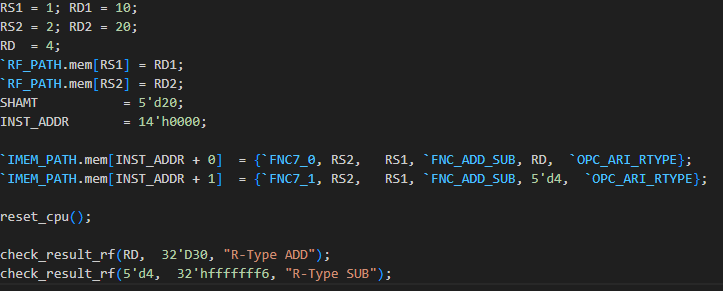 RS1 = 1; RD1 = 10;
RS2 = 2; RD2 = 20;
RD  = 4;
`RF_PATH.mem[RS1] = RD1;
`RF_PATH.mem[RS2] = RD2;
SHAMT           = 5'd20;
INST_ADDR       = 14'h0000;

`IMEM_PATH.mem[INST_ADDR + 0]  = {`FNC7_0, RS2,   RS1, `FNC_ADD_SUB, RD,  `OPC_ARI_RTYPE};
`IMEM_PATH.mem[INST_ADDR + 1]  = {`FNC7_1, RS2,   RS1, `FNC_ADD_SUB, 5'd4,  `OPC_ARI_RTYPE};

reset_cpu();

check_result_rf(RD,  32'D30, "R-Type ADD");
check_result_rf(5'd4,  32'hfffffff6, "R-Type SUB");